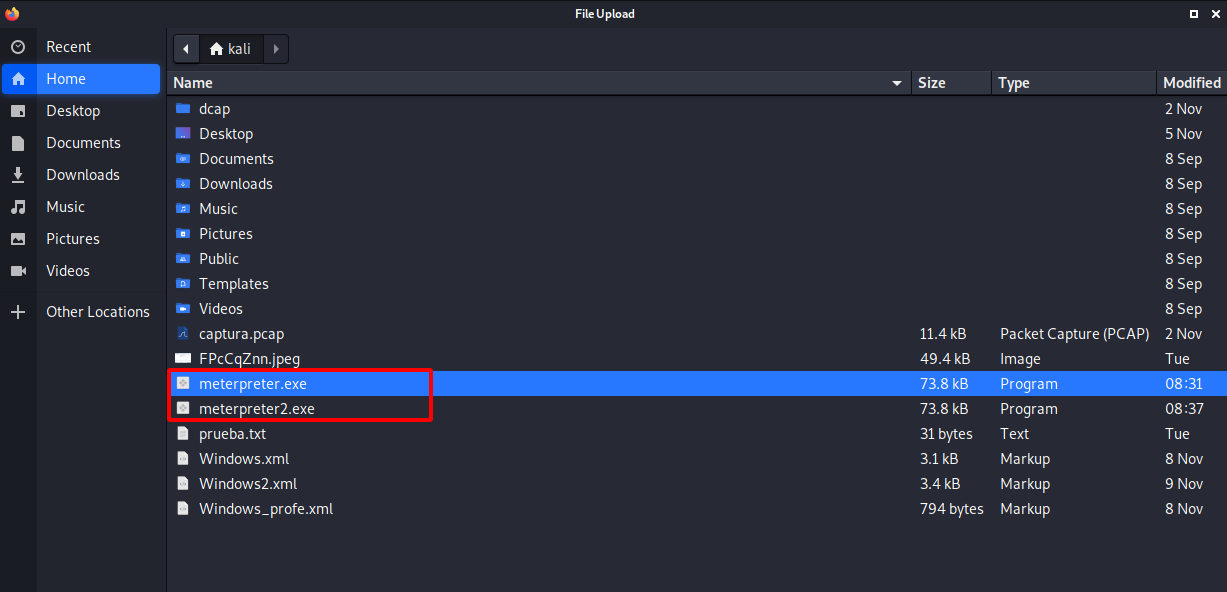 File Upload
Recent
Home
Desktop
Documents
Downloads
Music
Pictures
Videos
Other Locations
kali
Name Size Type Modified
dcap 2 Nov
Desktop 5 Nov
Documents 8 Sep
Downloads 8 Sep
Music 8 Sep
Pictures 8 Sep
Public 8 Sep
Templates 8 Sep
Videos 8 Sep
captura.pcap 11.4 kB Packet Capture (PCAP) 2 Nov
FPcCqZnn.jpeg 49.4 kB Image Tue
meterpreter.exe 73.8 kB Program 08:31
meterpreter2.exe 73.8 kB Program 08:37
prueba.txt 31 bytes Text Tue
Windows.xml 3.1 kB Markup 8 Nov
Windows2.xml 3.4 kB Markup 9 Nov
Windows_profe.xml 794 bytes Markup 8 Nov